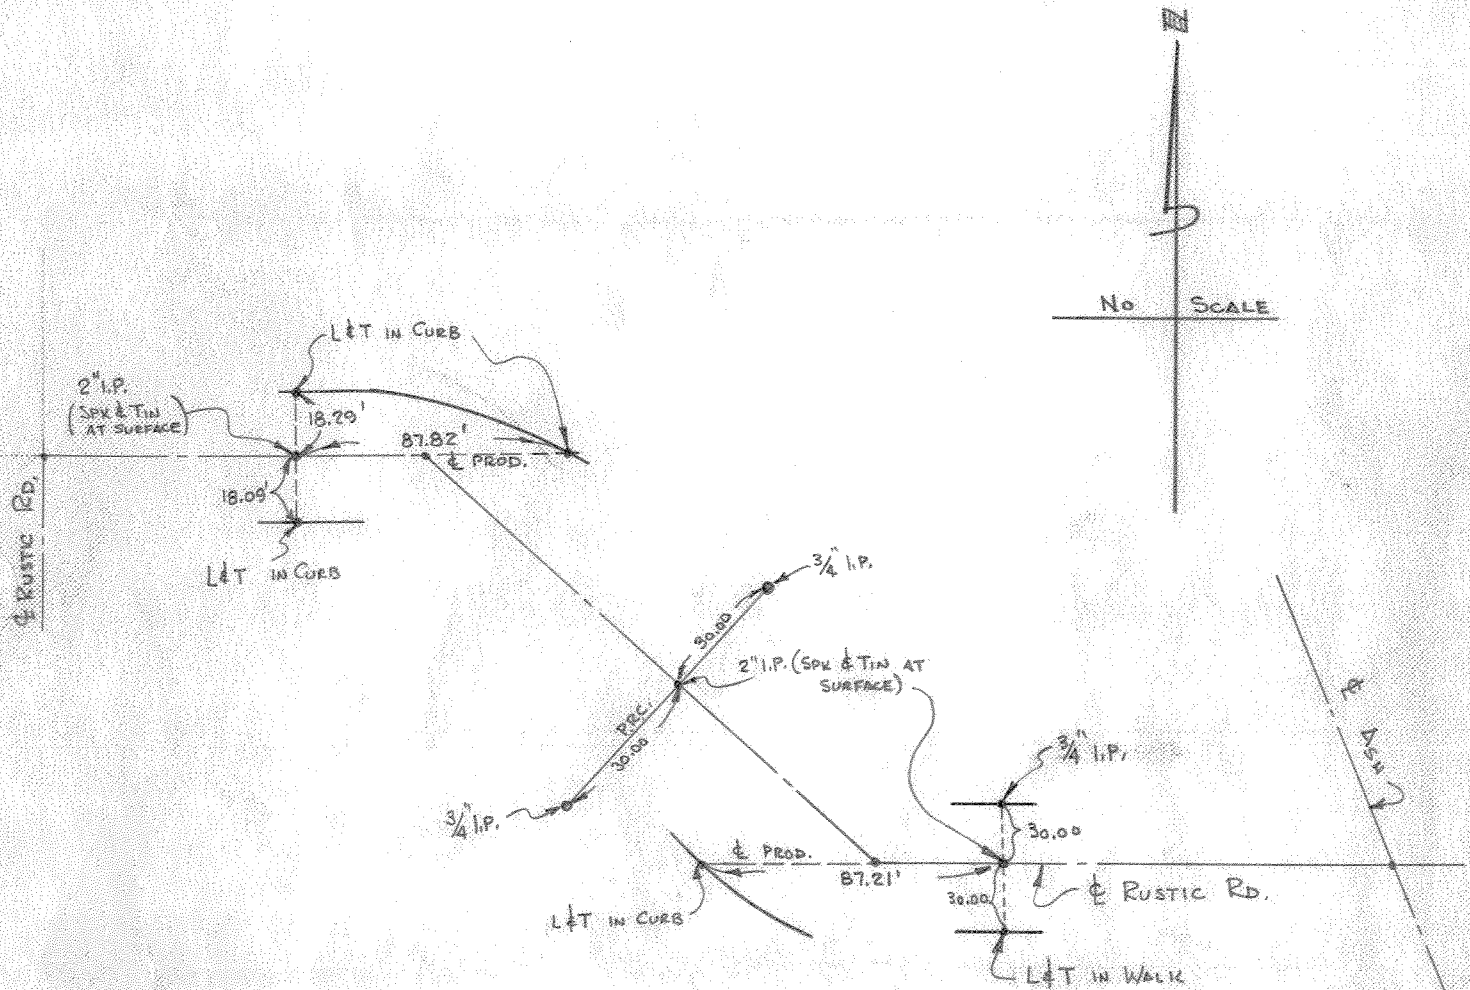 N
No SCALE
L&T IN CURB
2" I.P.
(SPK & TIN
AT SURFACE)
18.29'
87.82'
℄ PROD.
18.09'
L&T IN CURB
℄ RUSTIC RD.
3/4" I.P.
30.00
2" I.P. (SPK & TIN AT
SURFACE)
P.R.C.
30.00
3/4" I.P.
3/4" I.P.
30.00
℄ PROD.
87.21'
30.00
℄ RUSTIC RD.
L&T IN CURB
L&T IN WALK